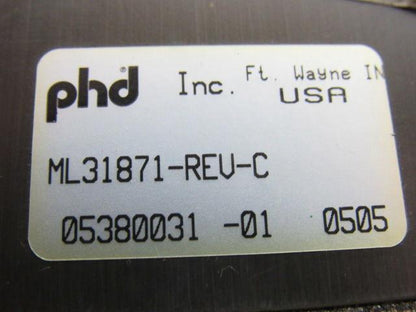 phd® Inc. Ft. Wayne IN
USA
ML31871-REV-C
05380031 -01 0505